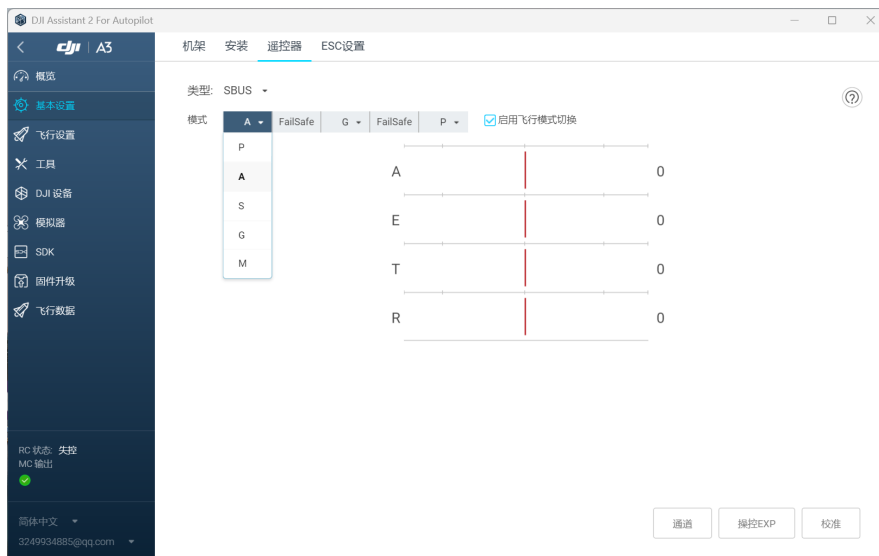 DJI Assistant 2 For Autopilot
dji A3
机架 安装 遥控器 ESC设置
概览
基本设置
飞行设置
工具
DJI 设备
模拟器
SDK
固件升级
飞行数据
RC 状态: 失控
MC 输出
简体中文
3249934885@qq.com
类型: SBUS
模式 A FailSafe G FailSafe P 启用飞行模式切换
P
A
S
G
M
A 0
E 0
T 0
R 0
通道 操控EXP 校准